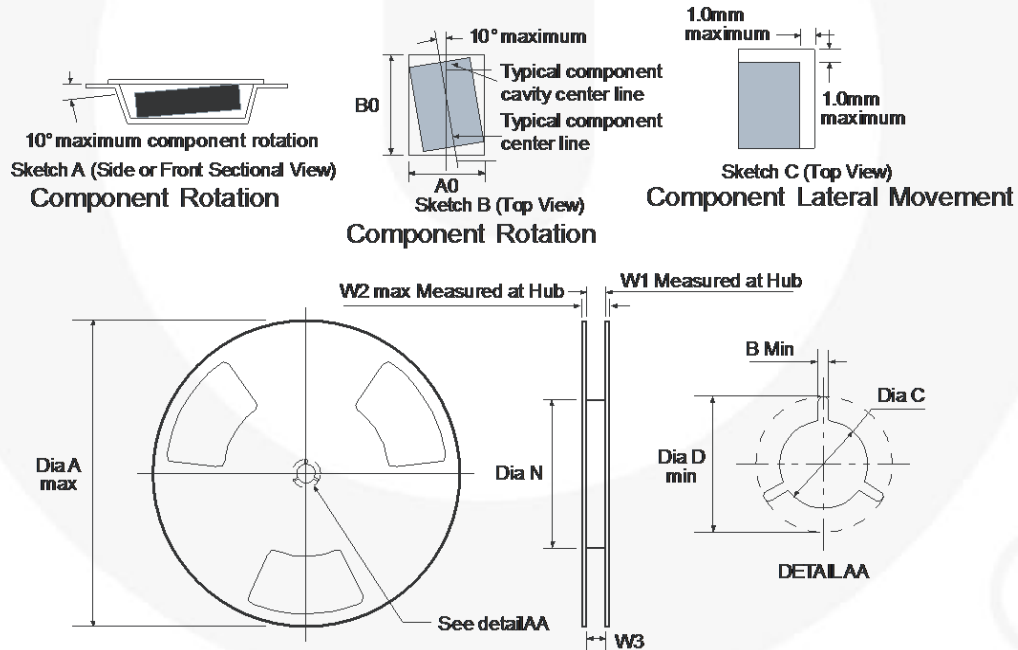 10° maximum component rotation
Sketch A (Side or Front Sectional View)
Component Rotation
10° maximum
Typical component
cavity center line
Typical component
center line
B0
A0
Sketch B (Top View)
Component Rotation
1.0mm
maximum
1.0mm
maximum
Sketch C (Top View)
Component Lateral Movement
W2 max Measured at Hub
W1 Measured at Hub
Dia A
max
Dia N
See detail AA
W3
B Min
Dia C
Dia D
min
DETAIL AA